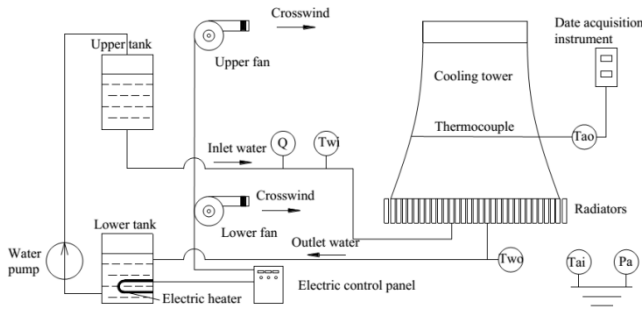 Crosswind
Date acquisition
instrument
Upper tank
Upper fan
Cooling tower
Thermocouple
Tao
Inlet water
Q
Twi
Crosswind
Radiators
Lower tank
Lower fan
Outlet water
Water
pump
Two
Tai
Pa
Electric control panel
Electric heater